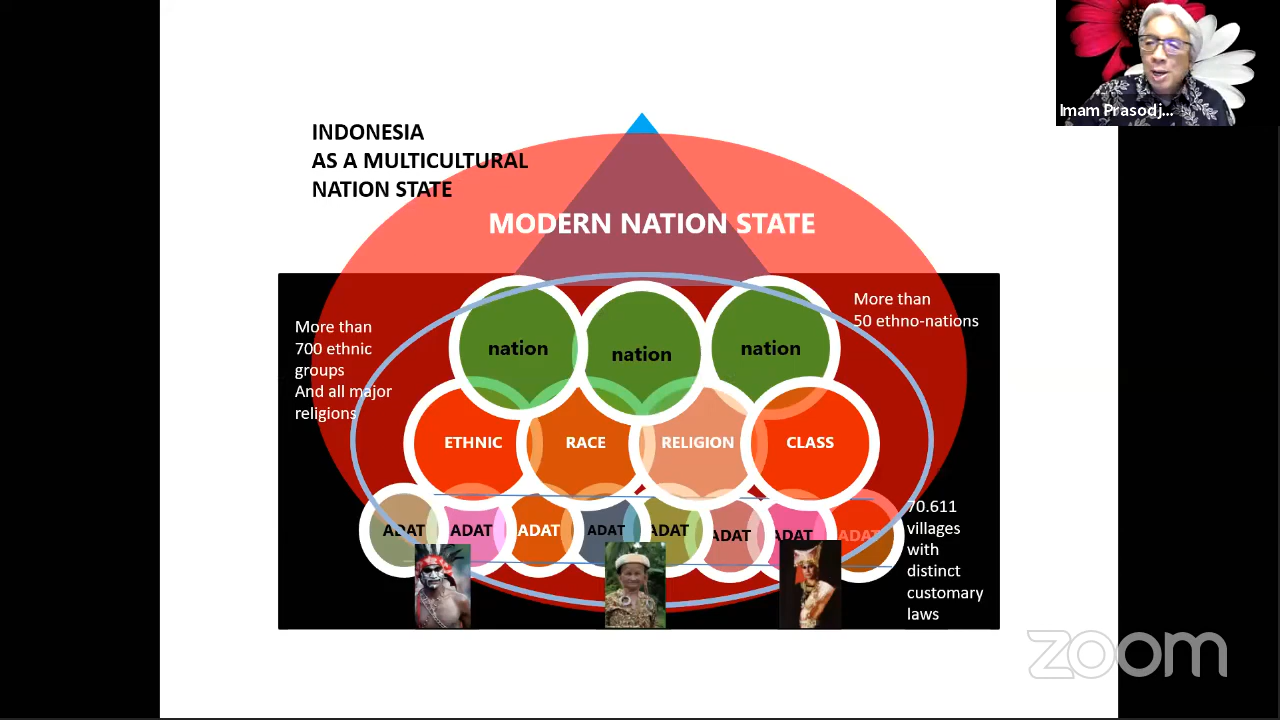 Imam Prasodj...
INDONESIA
AS A MULTICULTURAL
NATION STATE
MODERN NATION STATE
More than
700 ethnic
groups
And all major
religions
More than
50 ethno-nations
nation
nation
nation
ETHNIC
RACE
RELIGION
CLASS
ADAT
ADAT
ADAT
ADAT
ADAT
ADAT
ADAT
ADAT
70.611
villages
with
distinct
customary
laws
zoom